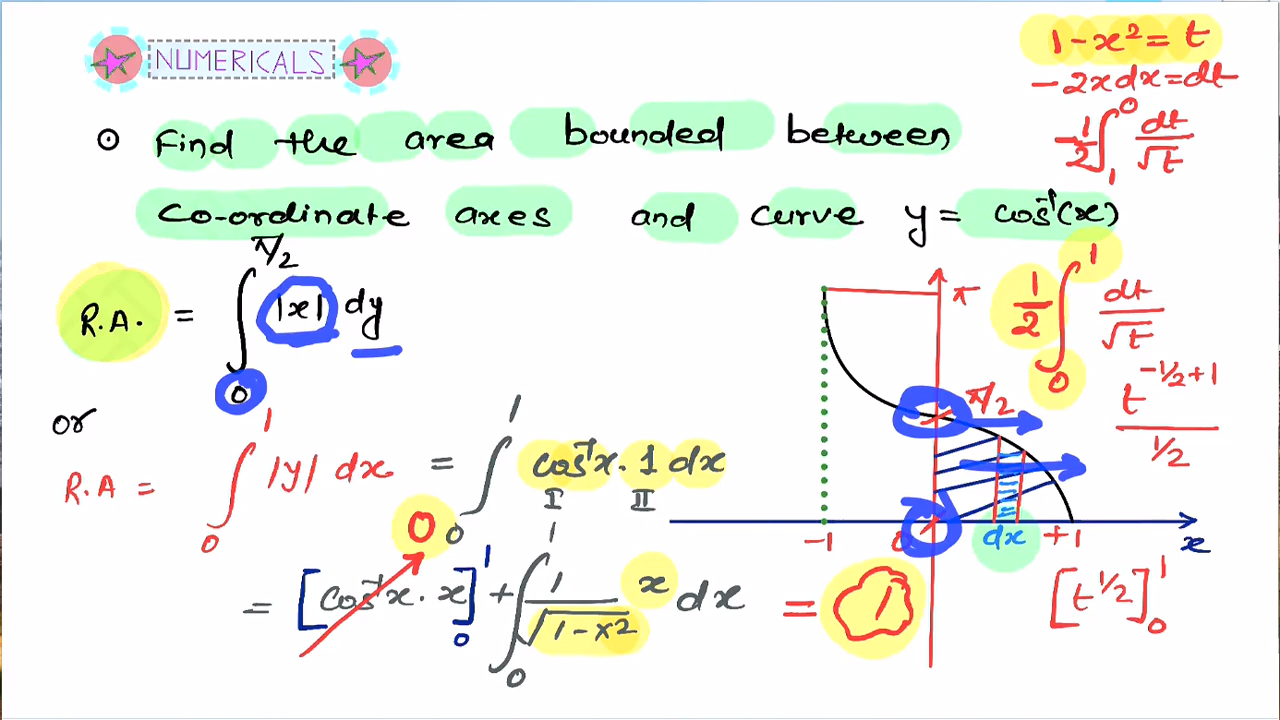 NUMERICALS
⊙ Find the area bounded between
Co-ordinate axes and curve y = cos⁻¹(x)
R.A. = ∫₀^(π/2) |x| dy
or
R.A = ∫₀¹ |y| dx = ∫₀¹ cos⁻¹x · 1 dx
I II
= [cos⁻¹x · x]₀¹ + ∫₀¹ 1/√(1-x²) x dx = 1
0
1-x² = t
-2x dx = dt
-1/2 ∫₁⁰ dt/√t
1/2 ∫₀¹ dt/√t
t^(-1/2+1)
1/2
[t^(1/2)]₀¹
π
π/2
-1 0 dx +1 x